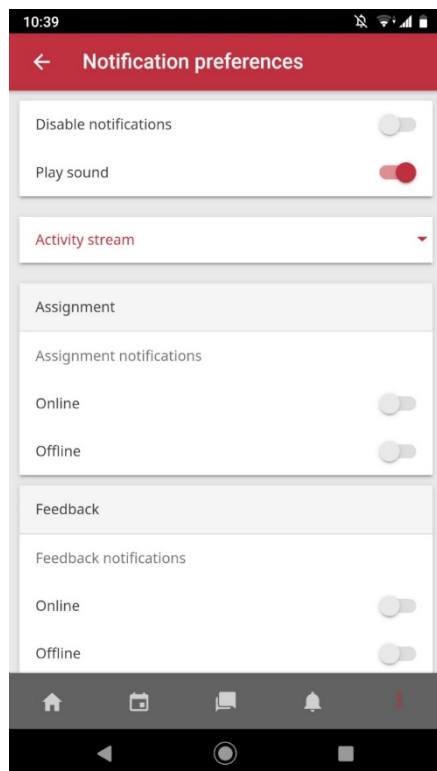 10:39
Notification preferences
Disable notifications
Play sound
Activity stream
Assignment
Assignment notifications
Online
Offline
Feedback
Feedback notifications
Online
Offline